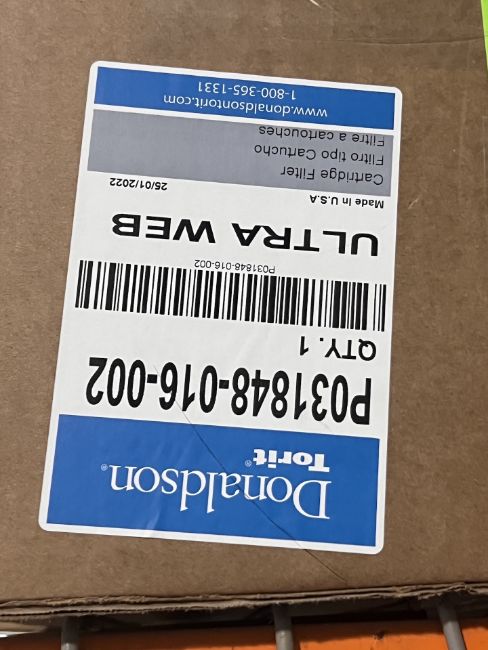 Donaldson®
Torit®
P031848-016-002
QTY. 1
P031848-016-002
ULTRA WEB
Made In U.S.A
25/01/2022
Cartridge Filter
Filtro tipo Cartucho
Filtre a cartouches
www.donaldsontorit.com
1-800-365-1331